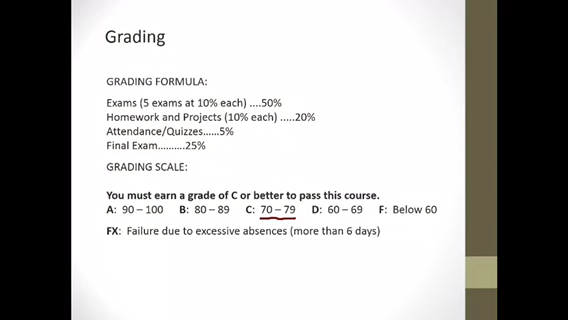 Grading
GRADING FORMULA:
Exams (5 exams at 10% each) ....50%
Homework and Projects (10% each) .....20%
Attendance/Quizzes......5%
Final Exam..........25%
GRADING SCALE:
You must earn a grade of C or better to pass this course.
A: 90 – 100 B: 80 – 89 C: 70 – 79 D: 60 – 69 F: Below 60
FX: Failure due to excessive absences (more than 6 days)